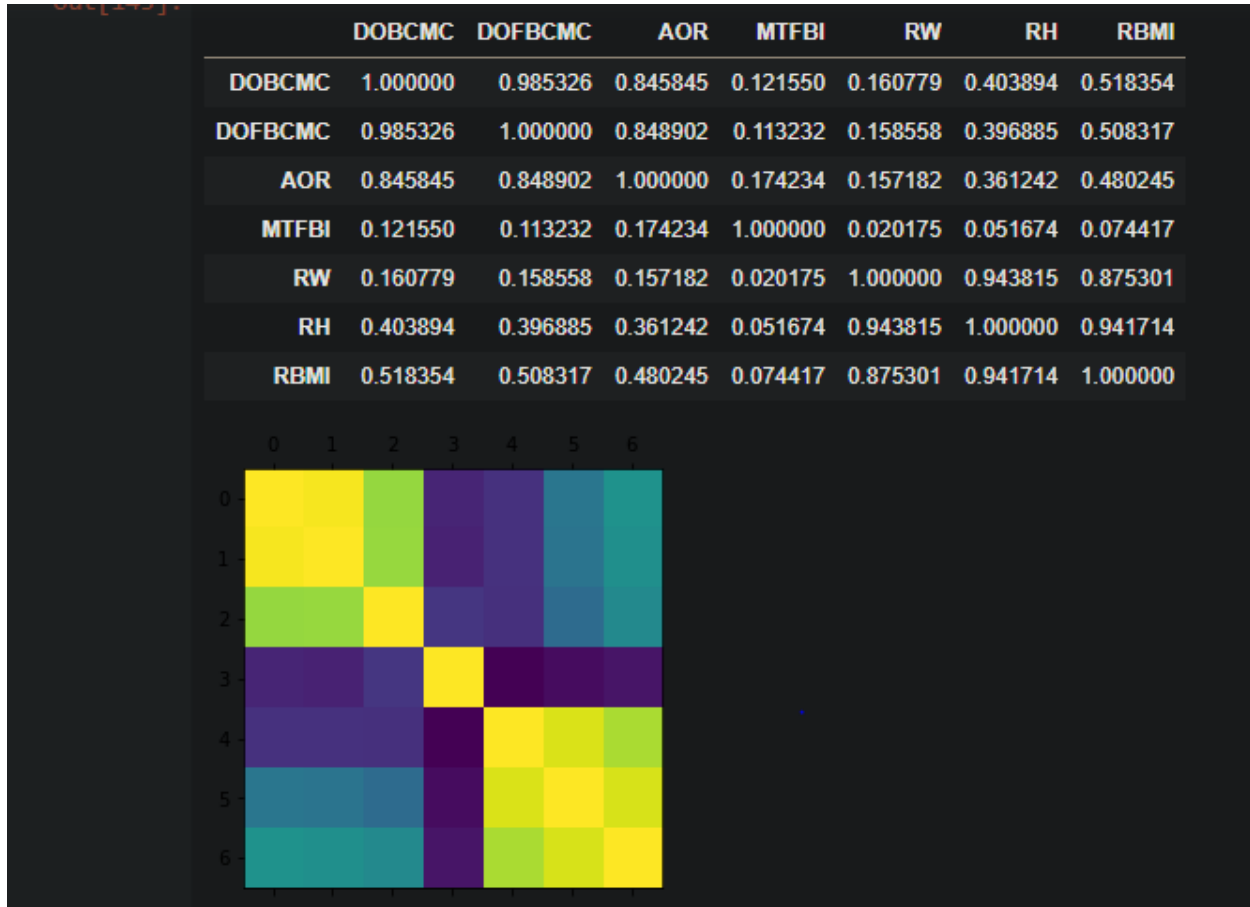 Out[145]:
DOBCMC DOFBCMC AOR MTFBI RW RH RBMI
DOBCMC 1.000000 0.985326 0.845845 0.121550 0.160779 0.403894 0.518354
DOFBCMC 0.985326 1.000000 0.848902 0.113232 0.158558 0.396885 0.508317
AOR 0.845845 0.848902 1.000000 0.174234 0.157182 0.361242 0.480245
MTFBI 0.121550 0.113232 0.174234 1.000000 0.020175 0.051674 0.074417
RW 0.160779 0.158558 0.157182 0.020175 1.000000 0.943815 0.875301
RH 0.403894 0.396885 0.361242 0.051674 0.943815 1.000000 0.941714
RBMI 0.518354 0.508317 0.480245 0.074417 0.875301 0.941714 1.000000
0 1 2 3 4 5 6
0
1
2
3
4
5
6